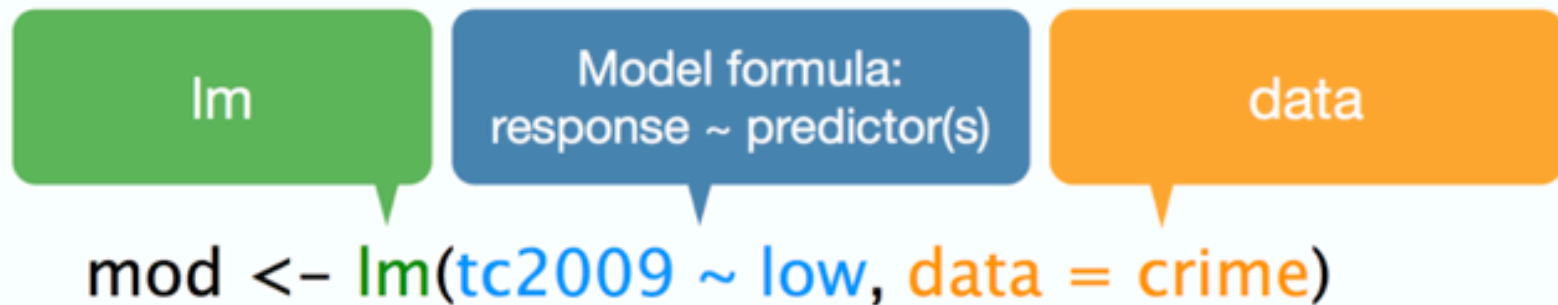 lm
Model formula:
response ~ predictor(s)
data
mod <- lm(tc2009 ~ low, data = crime)